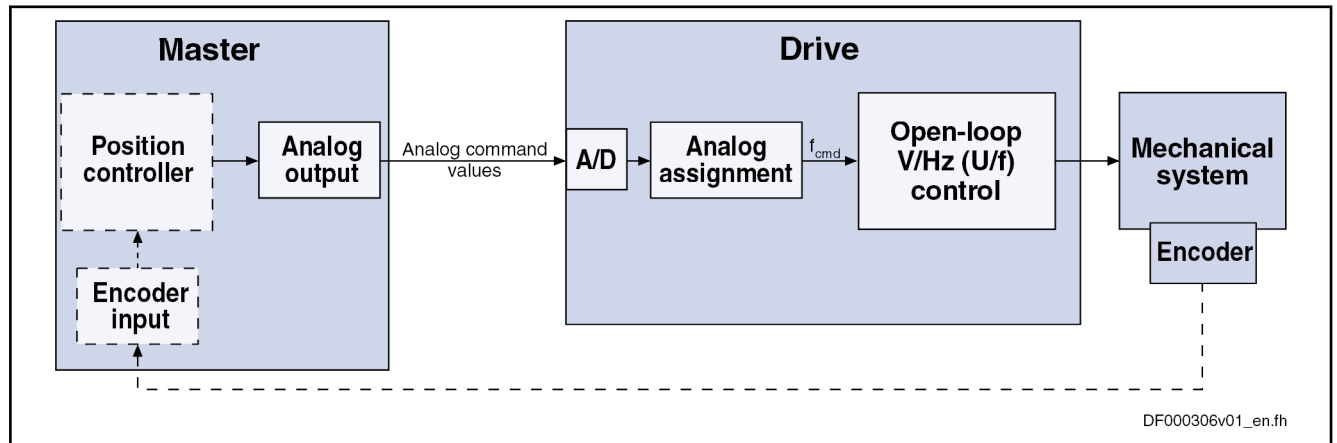 Master
Position
controller
Analog
output
Encoder
input
Analog command
values
Drive
A/D
Analog
assignment
fcmd
Open-loop
V/Hz (U/f)
control
Mechanical
system
Encoder
DF000306v01_en.fh